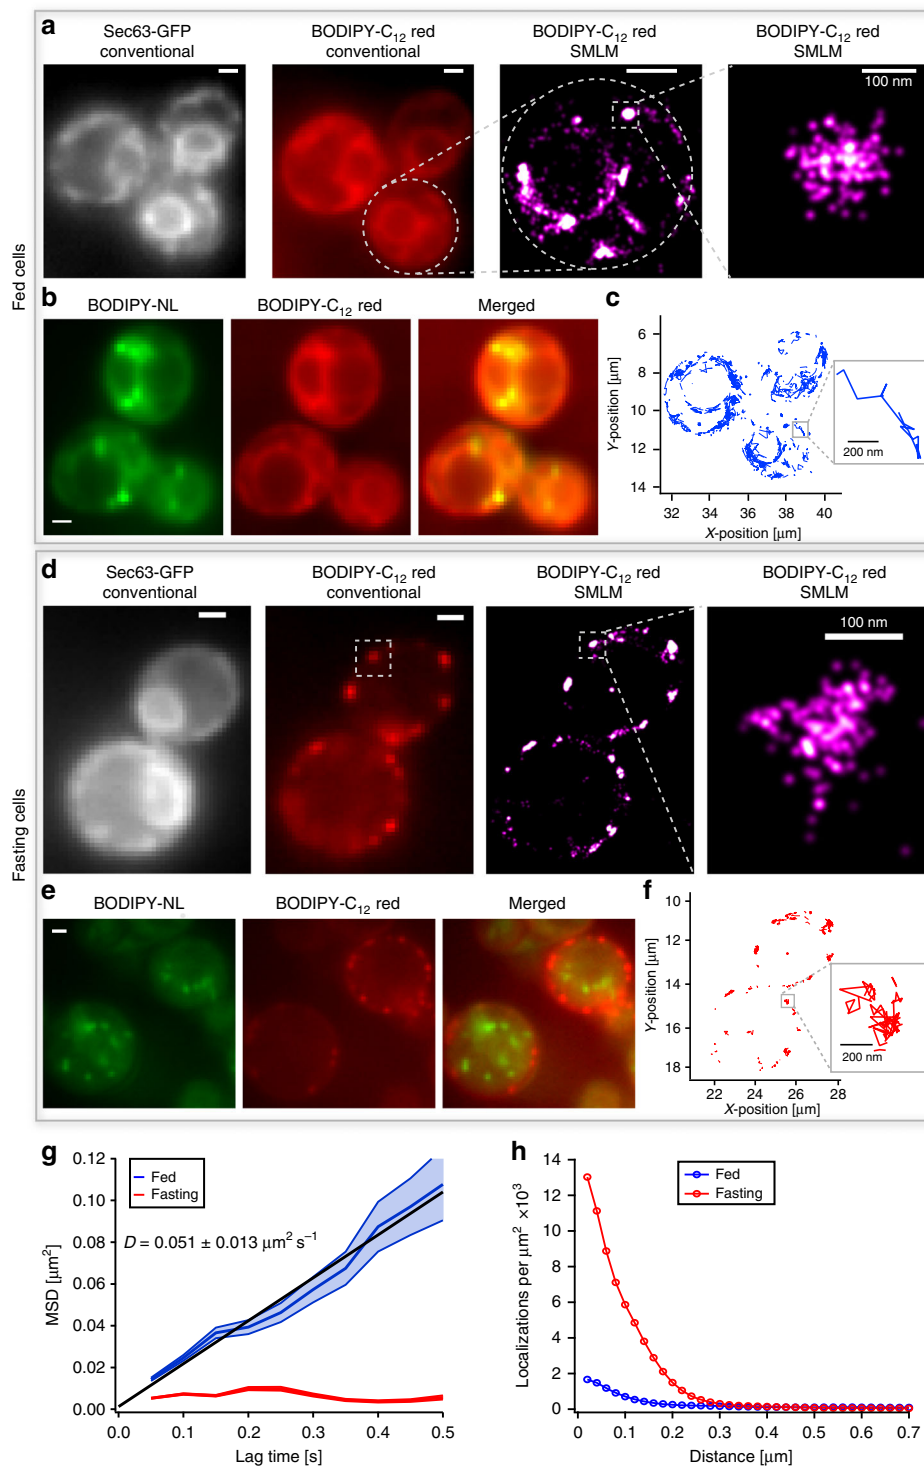 a
Sec63-GFP
conventional
BODIPY-C12 red
conventional
BODIPY-C12 red
SMLM
BODIPY-C12 red
SMLM
100 nm
Fed cells
b
BODIPY-NL
BODIPY-C12 red
Merged
c
6
8
10
12
14
Y-position [µm]
200 nm
32 34 36 38 40
X-position [µm]
d
Sec63-GFP
conventional
BODIPY-C12 red
conventional
BODIPY-C12 red
SMLM
BODIPY-C12 red
SMLM
100 nm
Fasting cells
e
BODIPY-NL
BODIPY-C12 red
Merged
f
10
12
14
16
18
Y-position [µm]
200 nm
22 24 26 28
X-position [µm]
g
0.12
0.10
0.08
0.06
0.04
0.02
0.00
MSD [µm²]
Fed
Fasting
D = 0.051 ± 0.013 µm² s⁻¹
0.0 0.1 0.2 0.3 0.4 0.5
Lag time [s]
h
14
12
10
8
6
4
2
0
Localizations per µm² ×10³
Fed
Fasting
0 0.1 0.2 0.3 0.4 0.5 0.6 0.7
Distance [µm]